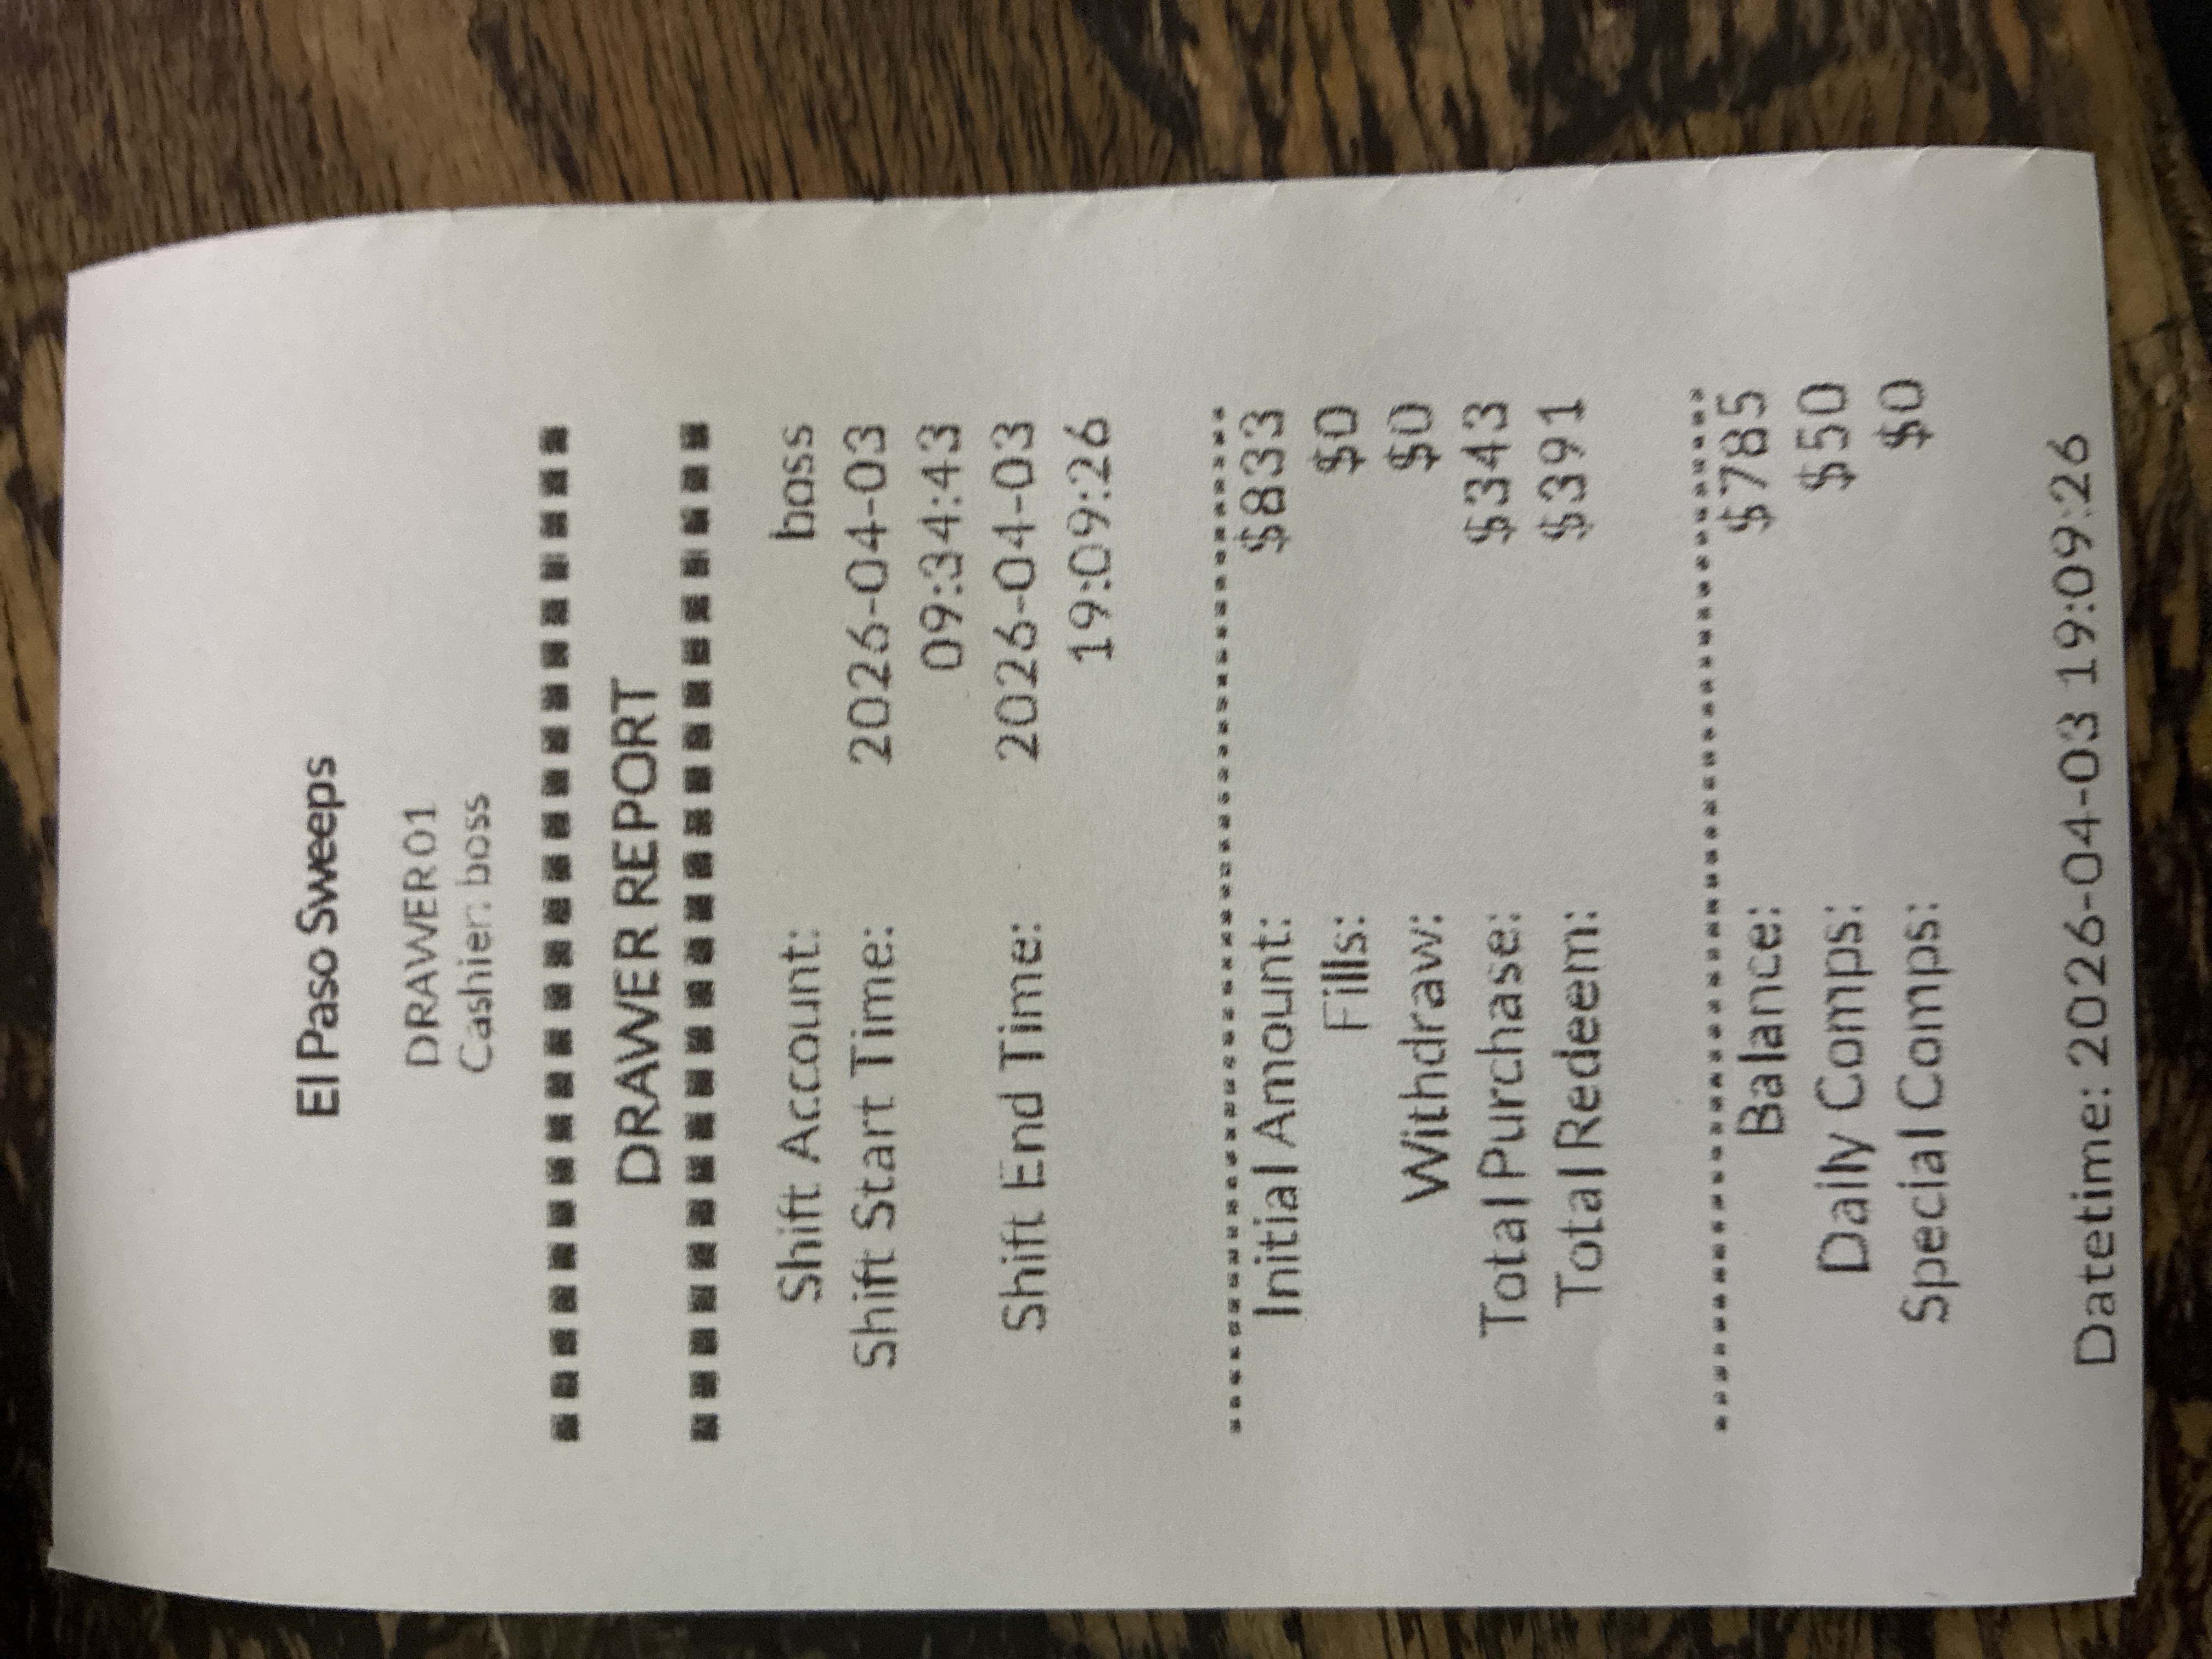 El Paso Sweeps
DRAWER01
Cashier: boss
DRAWER REPORT
Shift Account: boss
Shift Start Time: 2026-04-03
09:34:43
Shift End Time: 2026-04-03
19:09:26
Initial Amount: $833
Fills: $0
Withdraw: $0
Total Purchase: $343
Total Redeem: $391
Balance: $785
Daily Comps: $50
Special Comps: $0
Datetime: 2026-04-03 19:09:26